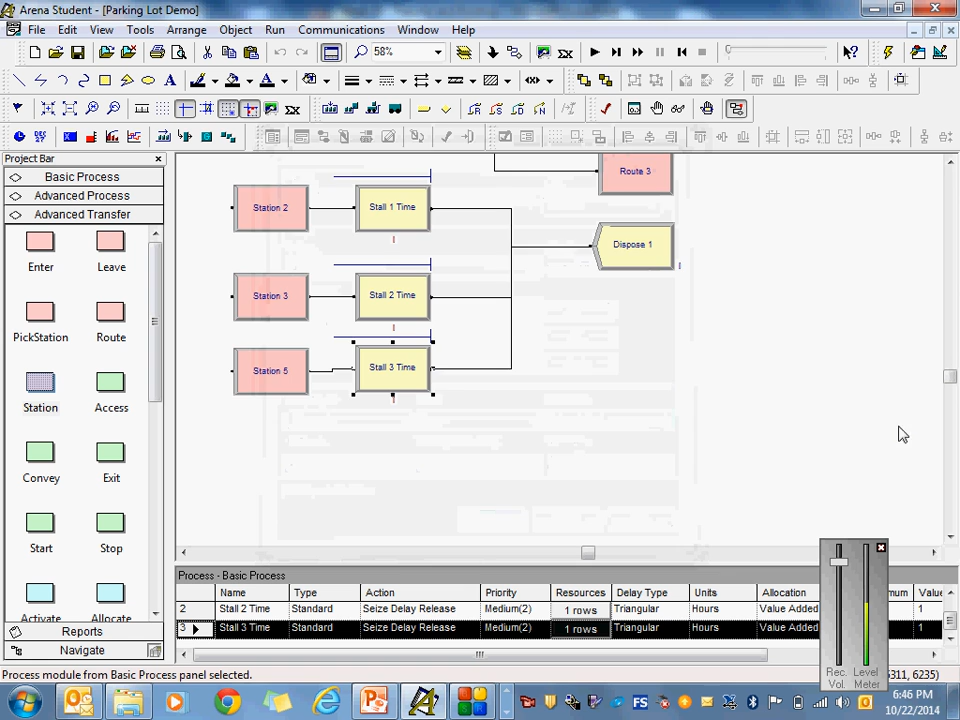 Arena Student - [Parking Lot Demo]
File Edit View Tools Arrange Object Run Communications Window Help
58%
Project Bar
Basic Process
Advanced Process
Advanced Transfer
Enter Leave
PickStation Route
Station Access
Convey Exit
Start Stop
Activate Allocate
Reports
Navigate
Route 3
Station 2 Stall 1 Time
Dispose 1
Station 3 Stall 2 Time
Station 5 Stall 3 Time
Process - Basic Process
Name Type Action Priority Resources Delay Type Units Allocation mum Value
2 Stall 2 Time Standard Seize Delay Release Medium(2) 1 rows Triangular Hours Value Added 1
3 Stall 3 Time Standard Seize Delay Release Medium(2) 1 rows Triangular Hours Value Added 1
Rec. Vol. Level Meter
Process module from Basic Process panel selected.
5311, 6235)
6:46 PM
10/22/2014